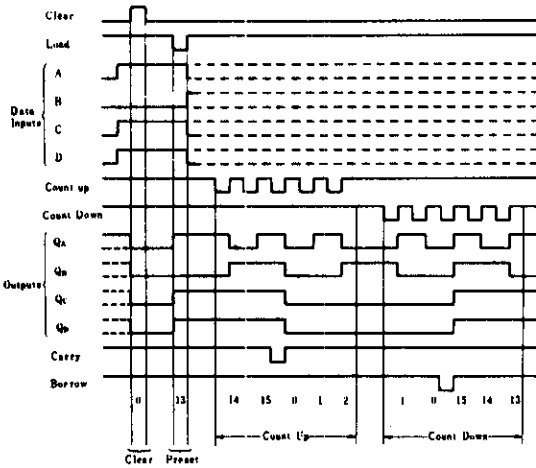 Clear
Load
A
Data
Inputs
B
C
D
Count up
Count Down
QA
QB
Outputs
QC
QD
Carry
Borrow
0 13 14 15 0 1 2 1 0 15 14 13
Count Up Count Down
Clear Preset